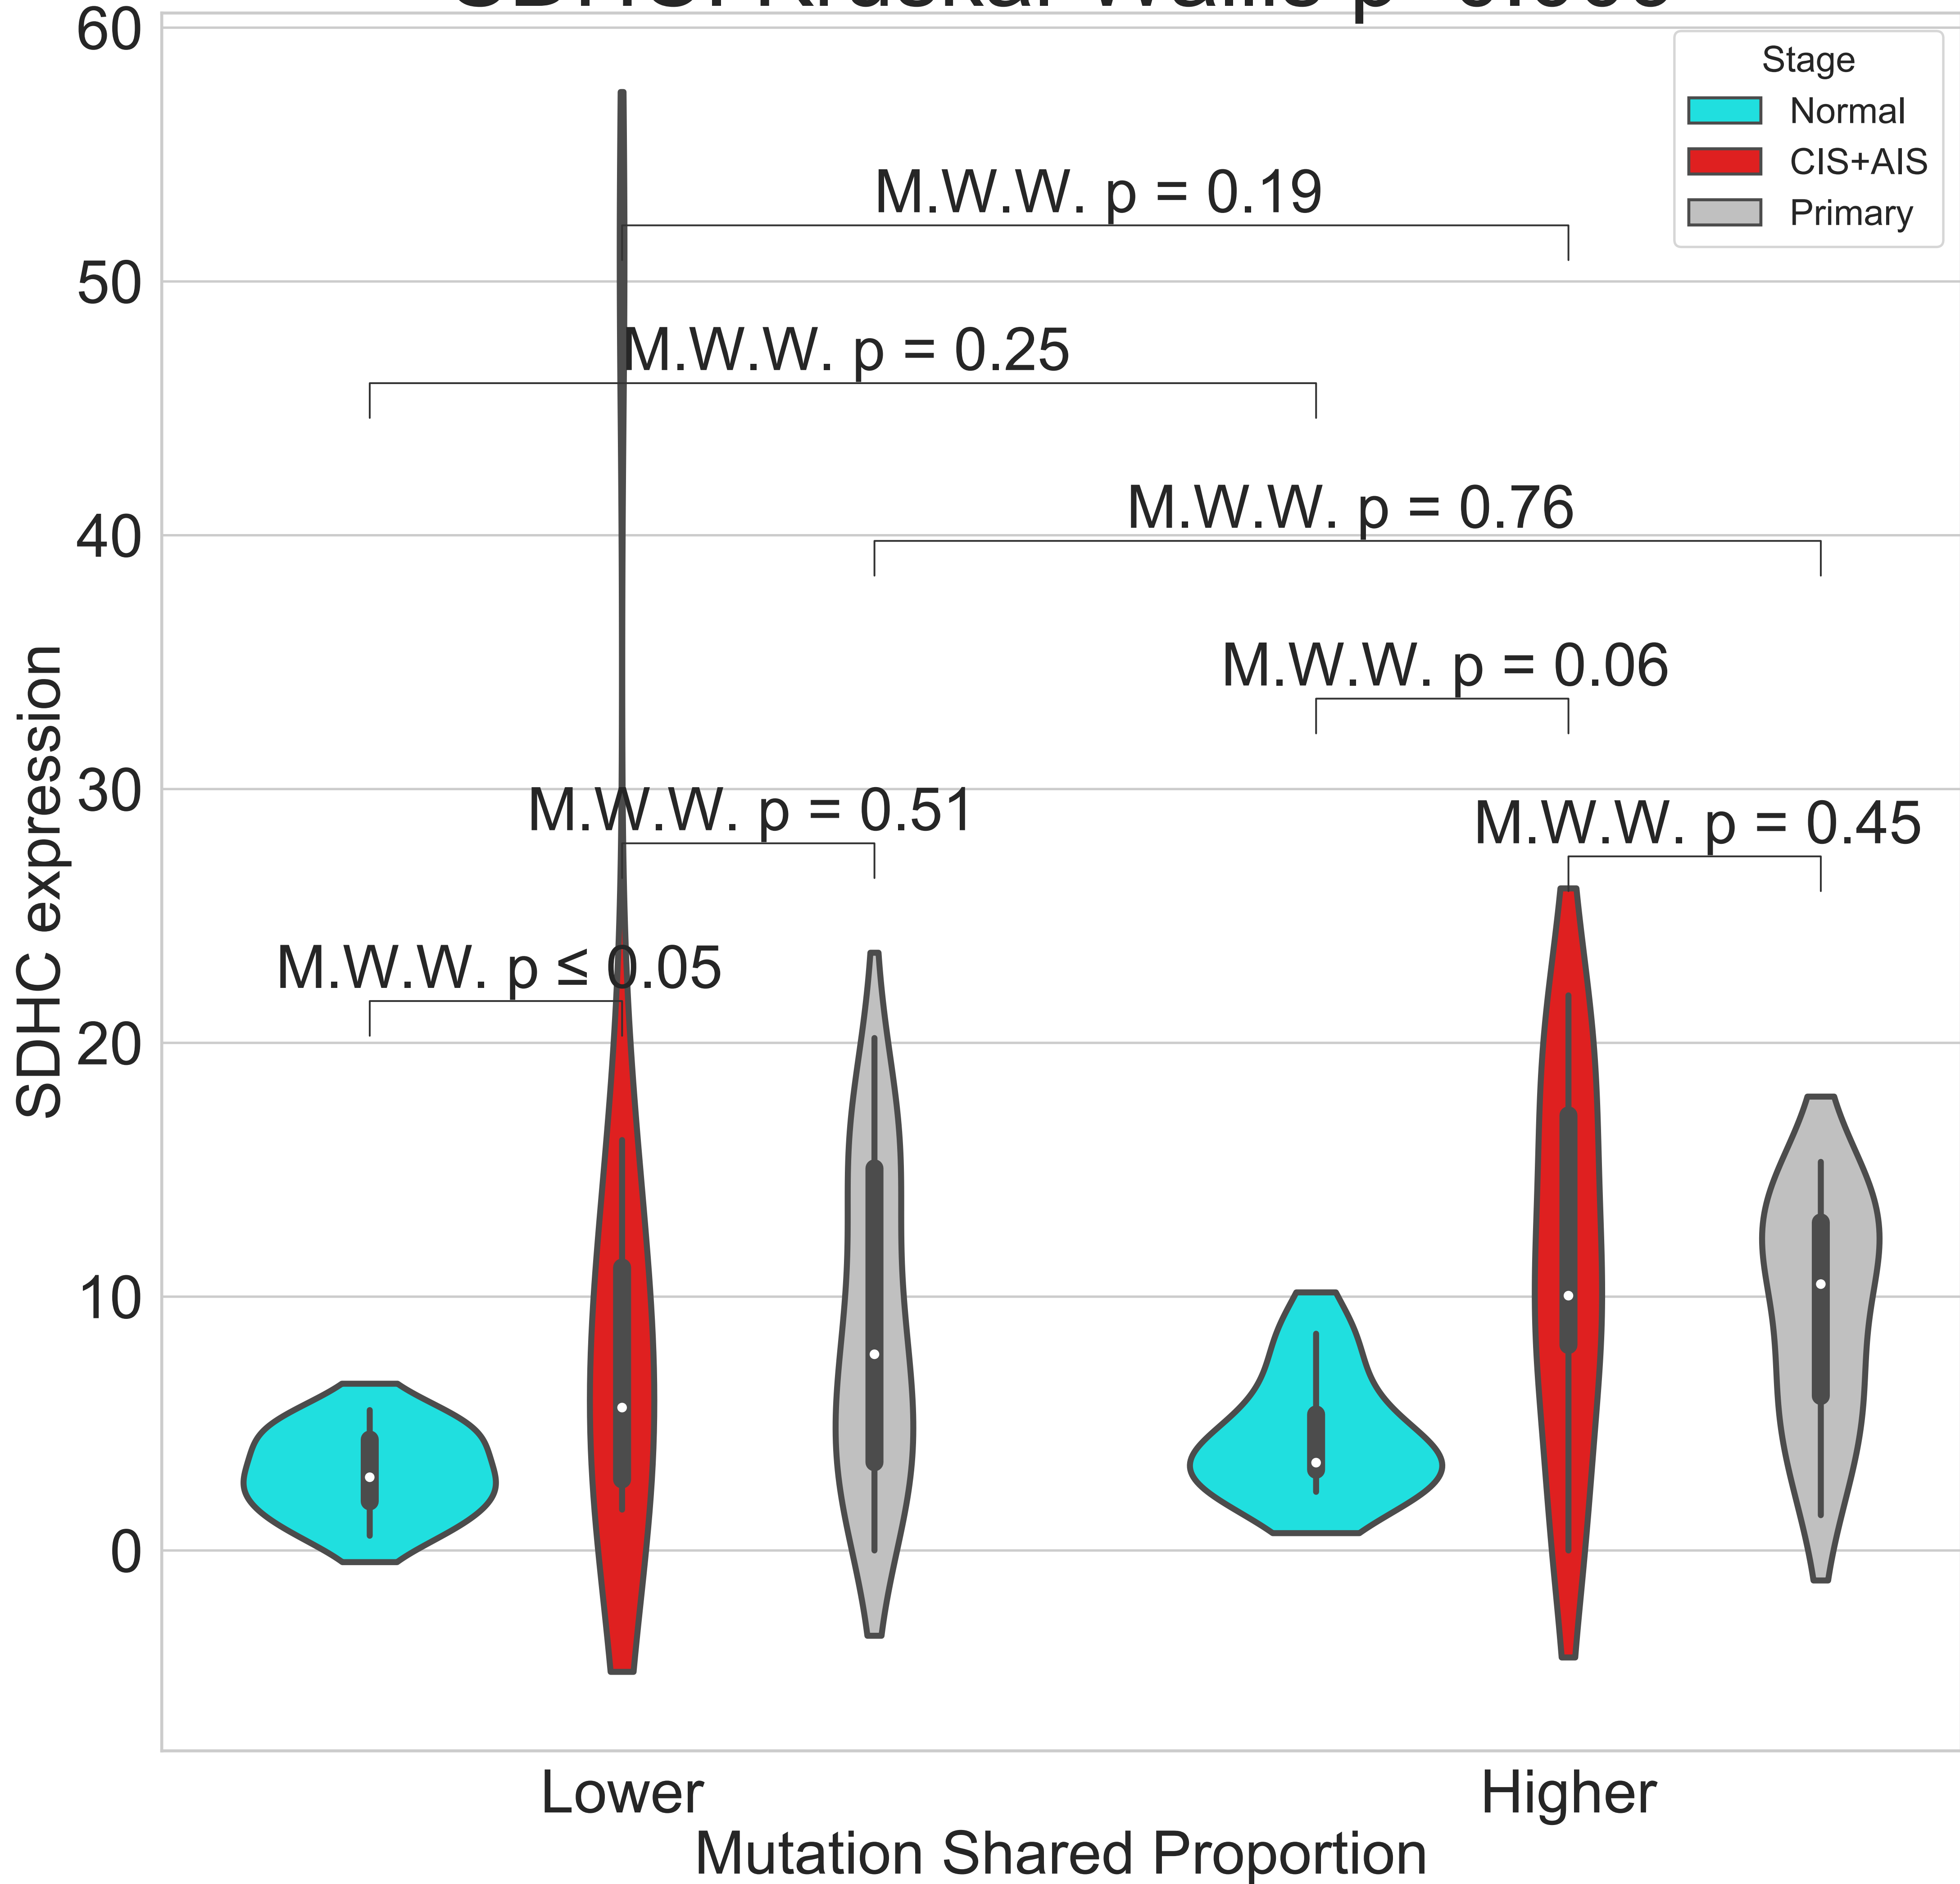 60
50
40
30
20
10
0
SDHC expression
Stage
Normal
CIS+AIS
Primary
M.W.W. p = 0.19
M.W.W. p = 0.25
M.W.W. p = 0.76
M.W.W. p = 0.06
M.W.W. p = 0.51
M.W.W. p = 0.45
M.W.W. p ≤ 0.05
Lower
Higher
Mutation Shared Proportion